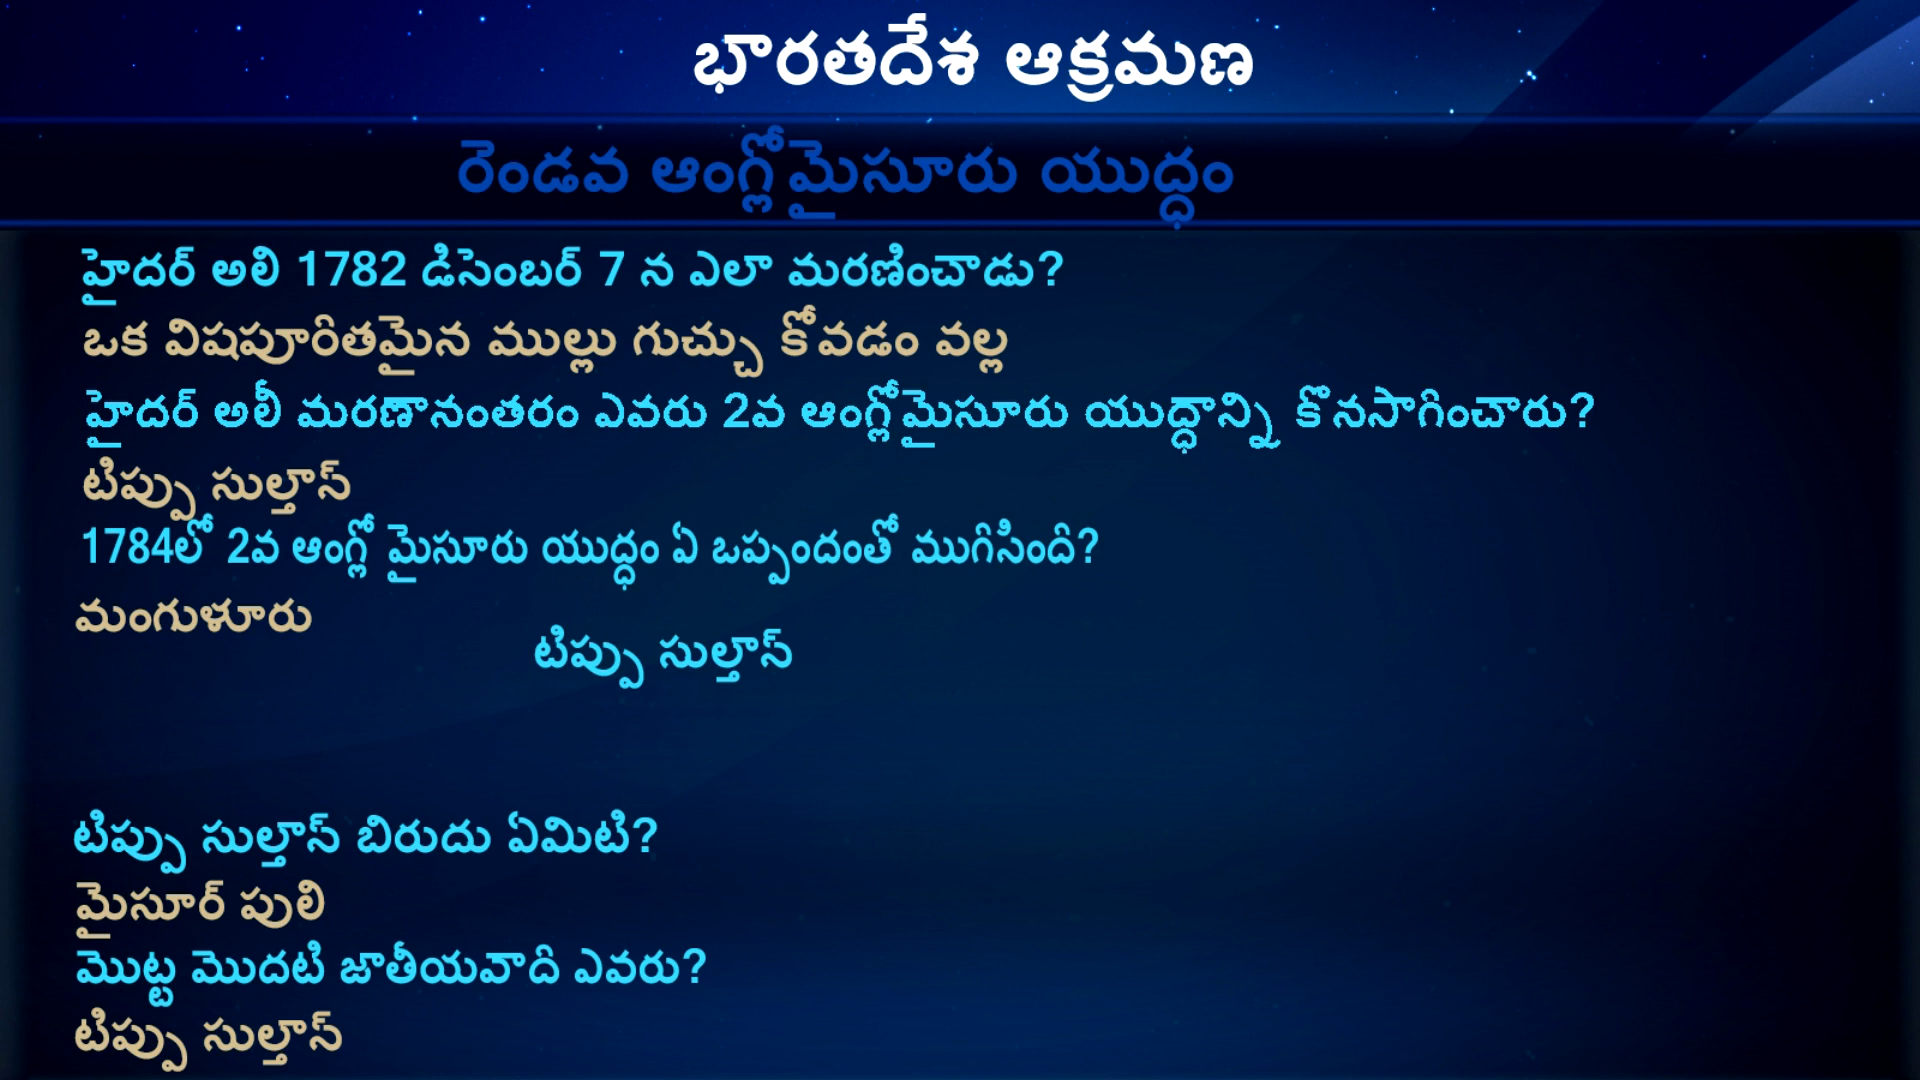 భారతదేశ ఆక్రమణ
రెండవ ఆంగ్లోమైసూరు యుద్ధం
హైదర్ అలి 1782 డిసెంబర్ 7 న ఎలా మరణించాడు?
ఒక విషపూరితమైన ముల్లు గుచ్చు కోవడం వల్ల
హైదర్ అలీ మరణానంతరం ఎవరు 2వ ఆంగ్లోమైసూరు యుద్ధాన్ని కొనసాగించారు?
టిప్పు సుల్తాన్
1784లో 2వ ఆంగ్లో మైసూరు యుద్ధం ఏ ఒప్పందంతో ముగిసింది?
మంగుళూరు
టిప్పు సుల్తాన్
టిప్పు సుల్తాన్ బిరుదు ఏమిటి?
మైసూర్ పులి
మొట్ట మొదటి జాతీయవాది ఎవరు?
టిప్పు సుల్తాన్